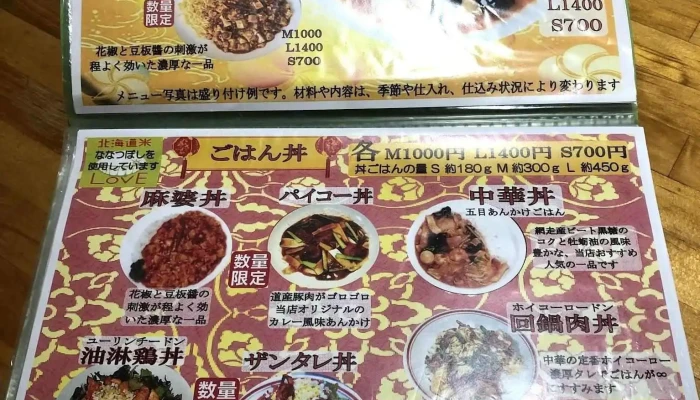 数量
限定
M1000
L1400
S700
花椒と豆板醤の刺激が
程よく効いた濃厚な一品
L1400
S700
メニュー写真は盛り付け例です。材料や内容は、季節や仕入れ、仕込み状況により変わります
北海道米
ななつぼしを
使用しています
LoVE
ごはん丼
各M1000円 L1400円 S700円
丼ごはんの量 S 約180g M 約300g L 約450g
麻婆丼
数量
限定
花椒と豆板醤の
刺激が程よく効
いた濃厚な一品
パイコー丼
道産豚肉がゴロゴロ
当店オリジナルの
カレー風味あんかけ
中華丼
五目あんかけごはん
網走産ビート黒糖の
コクと牡蛎油の風味
豊かな、当店おすすめ
人気の一品です
ユーリンチードン
油淋鶏丼
ザンタレ丼
数量
ホイコーロードン
回鍋肉丼
中華の定番ホイコーロー
濃厚タレでごはんが∞
にすすみます